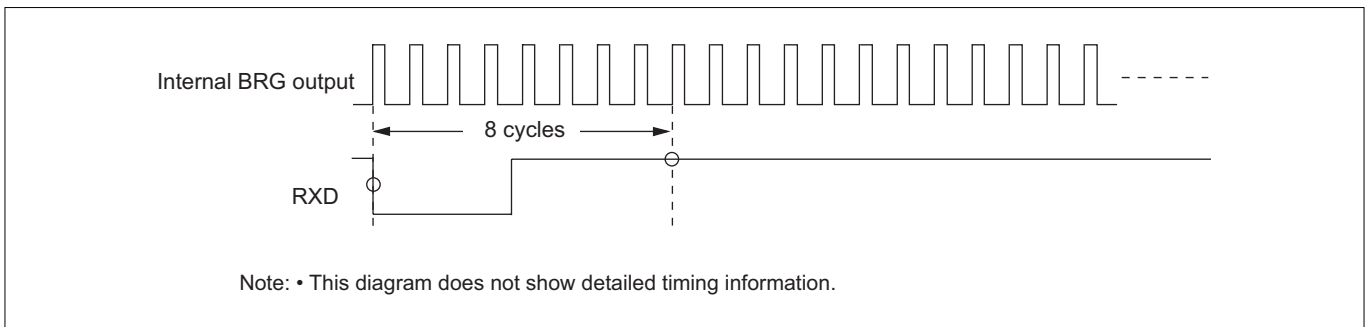 Internal BRG output
8 cycles
RXD
Note: • This diagram does not show detailed timing information.